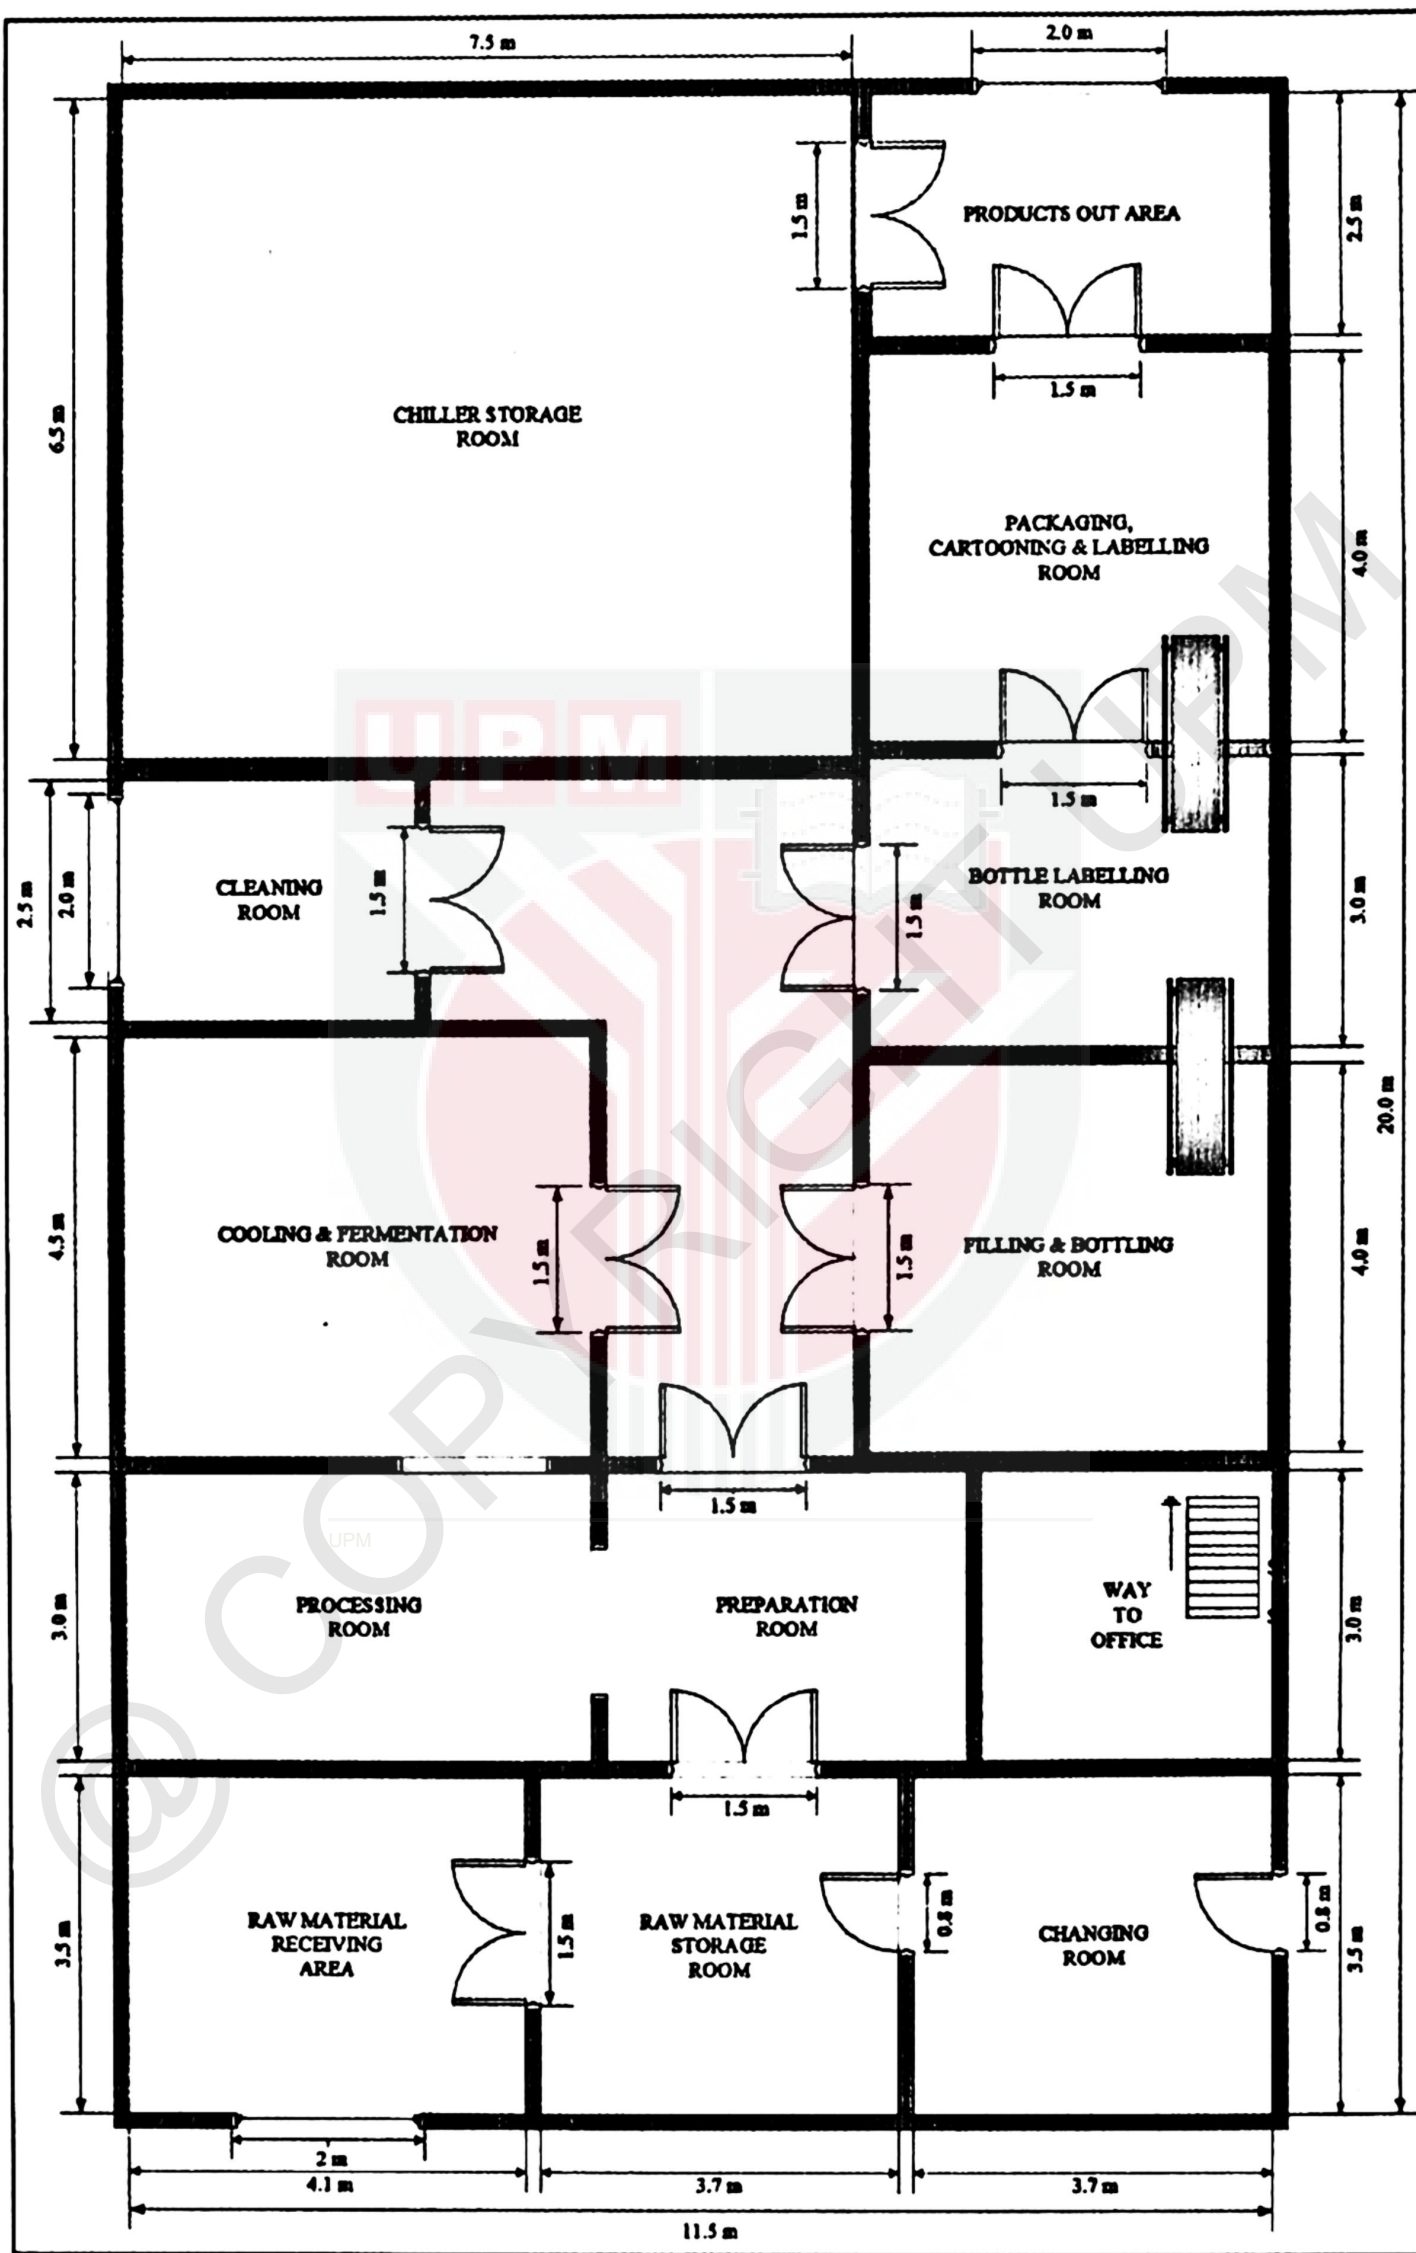 7.5 m
2.0 m
1.5 m
PRODUCTS OUT AREA
2.5 m
1.5 m
6.5 m
CHILLER STORAGE
ROOM
PACKAGING,
CARTOONING & LABELLING
ROOM
4.0 m
UPM
1.5 m
2.5 m
2.0 m
CLEANING
ROOM
1.5 m
BOTTLE LABELLING
ROOM
1.5 m
3.0 m
20.0 m
4.5 m
COOLING & FERMENTATION
ROOM
1.5 m
1.5 m
FILLING & BOTTLING
ROOM
4.0 m
1.5 m
UPM
3.0 m
PROCESSING
ROOM
PREPARATION
ROOM
WAY
TO
OFFICE
3.0 m
1.5 m
3.5 m
RAW MATERIAL
RECEIVING
AREA
1.5 m
RAW MATERIAL
STORAGE
ROOM
0.8 m
CHANGING
ROOM
0.8 m
3.5 m
2 m
4.1 m
3.7 m
3.7 m
11.5 m
@ COPYRIGHT UPM